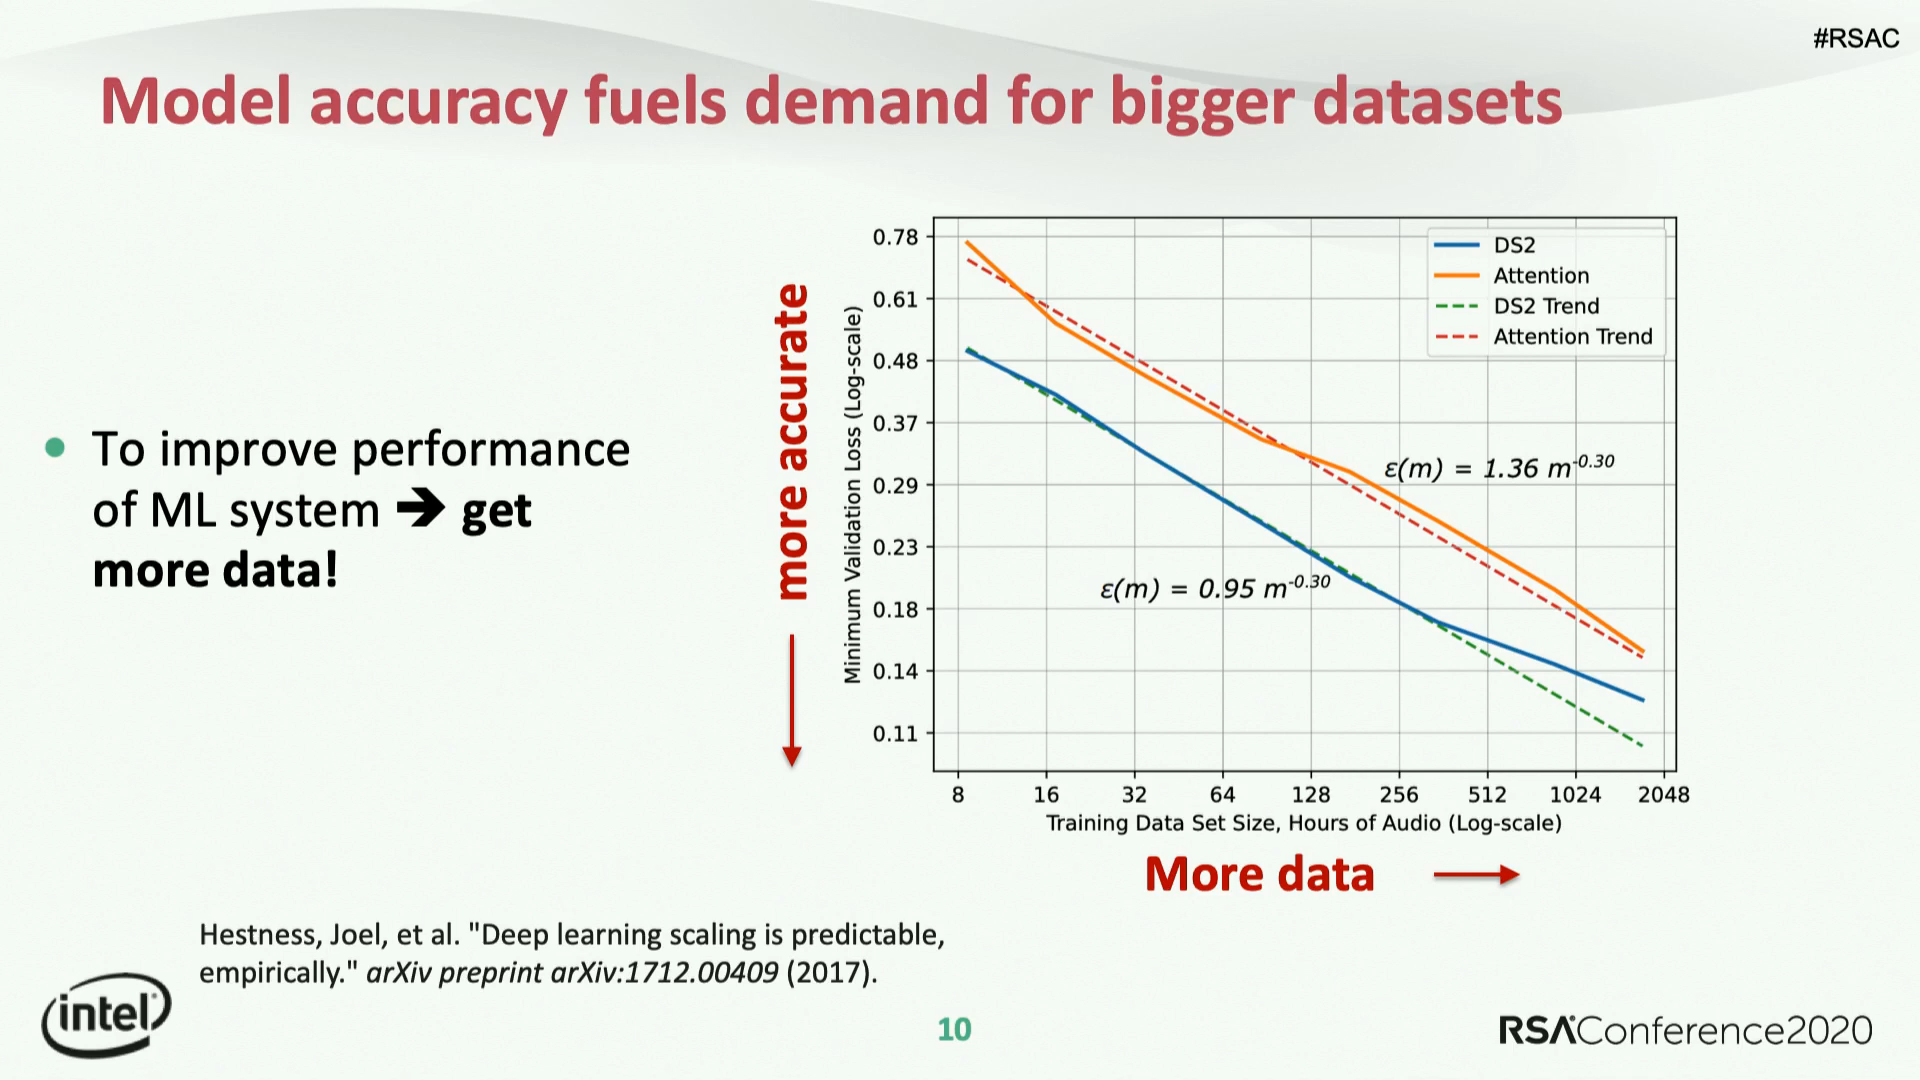 #RSAC
Model accuracy fuels demand for bigger datasets
• To improve performance
of ML system ➔ get
more data!
more accurate
Minimum Validation Loss (Log-scale)
0.78
0.61
0.48
0.37
0.29
0.23
0.18
0.14
0.11
DS2
Attention
DS2 Trend
Attention Trend
ε(m) = 1.36 m^-0.30
ε(m) = 0.95 m^-0.30
8 16 32 64 128 256 512 1024 2048
Training Data Set Size, Hours of Audio (Log-scale)
More data
Hestness, Joel, et al. "Deep learning scaling is predictable,
empirically." arXiv preprint arXiv:1712.00409 (2017).
intel
10
RSAConference2020